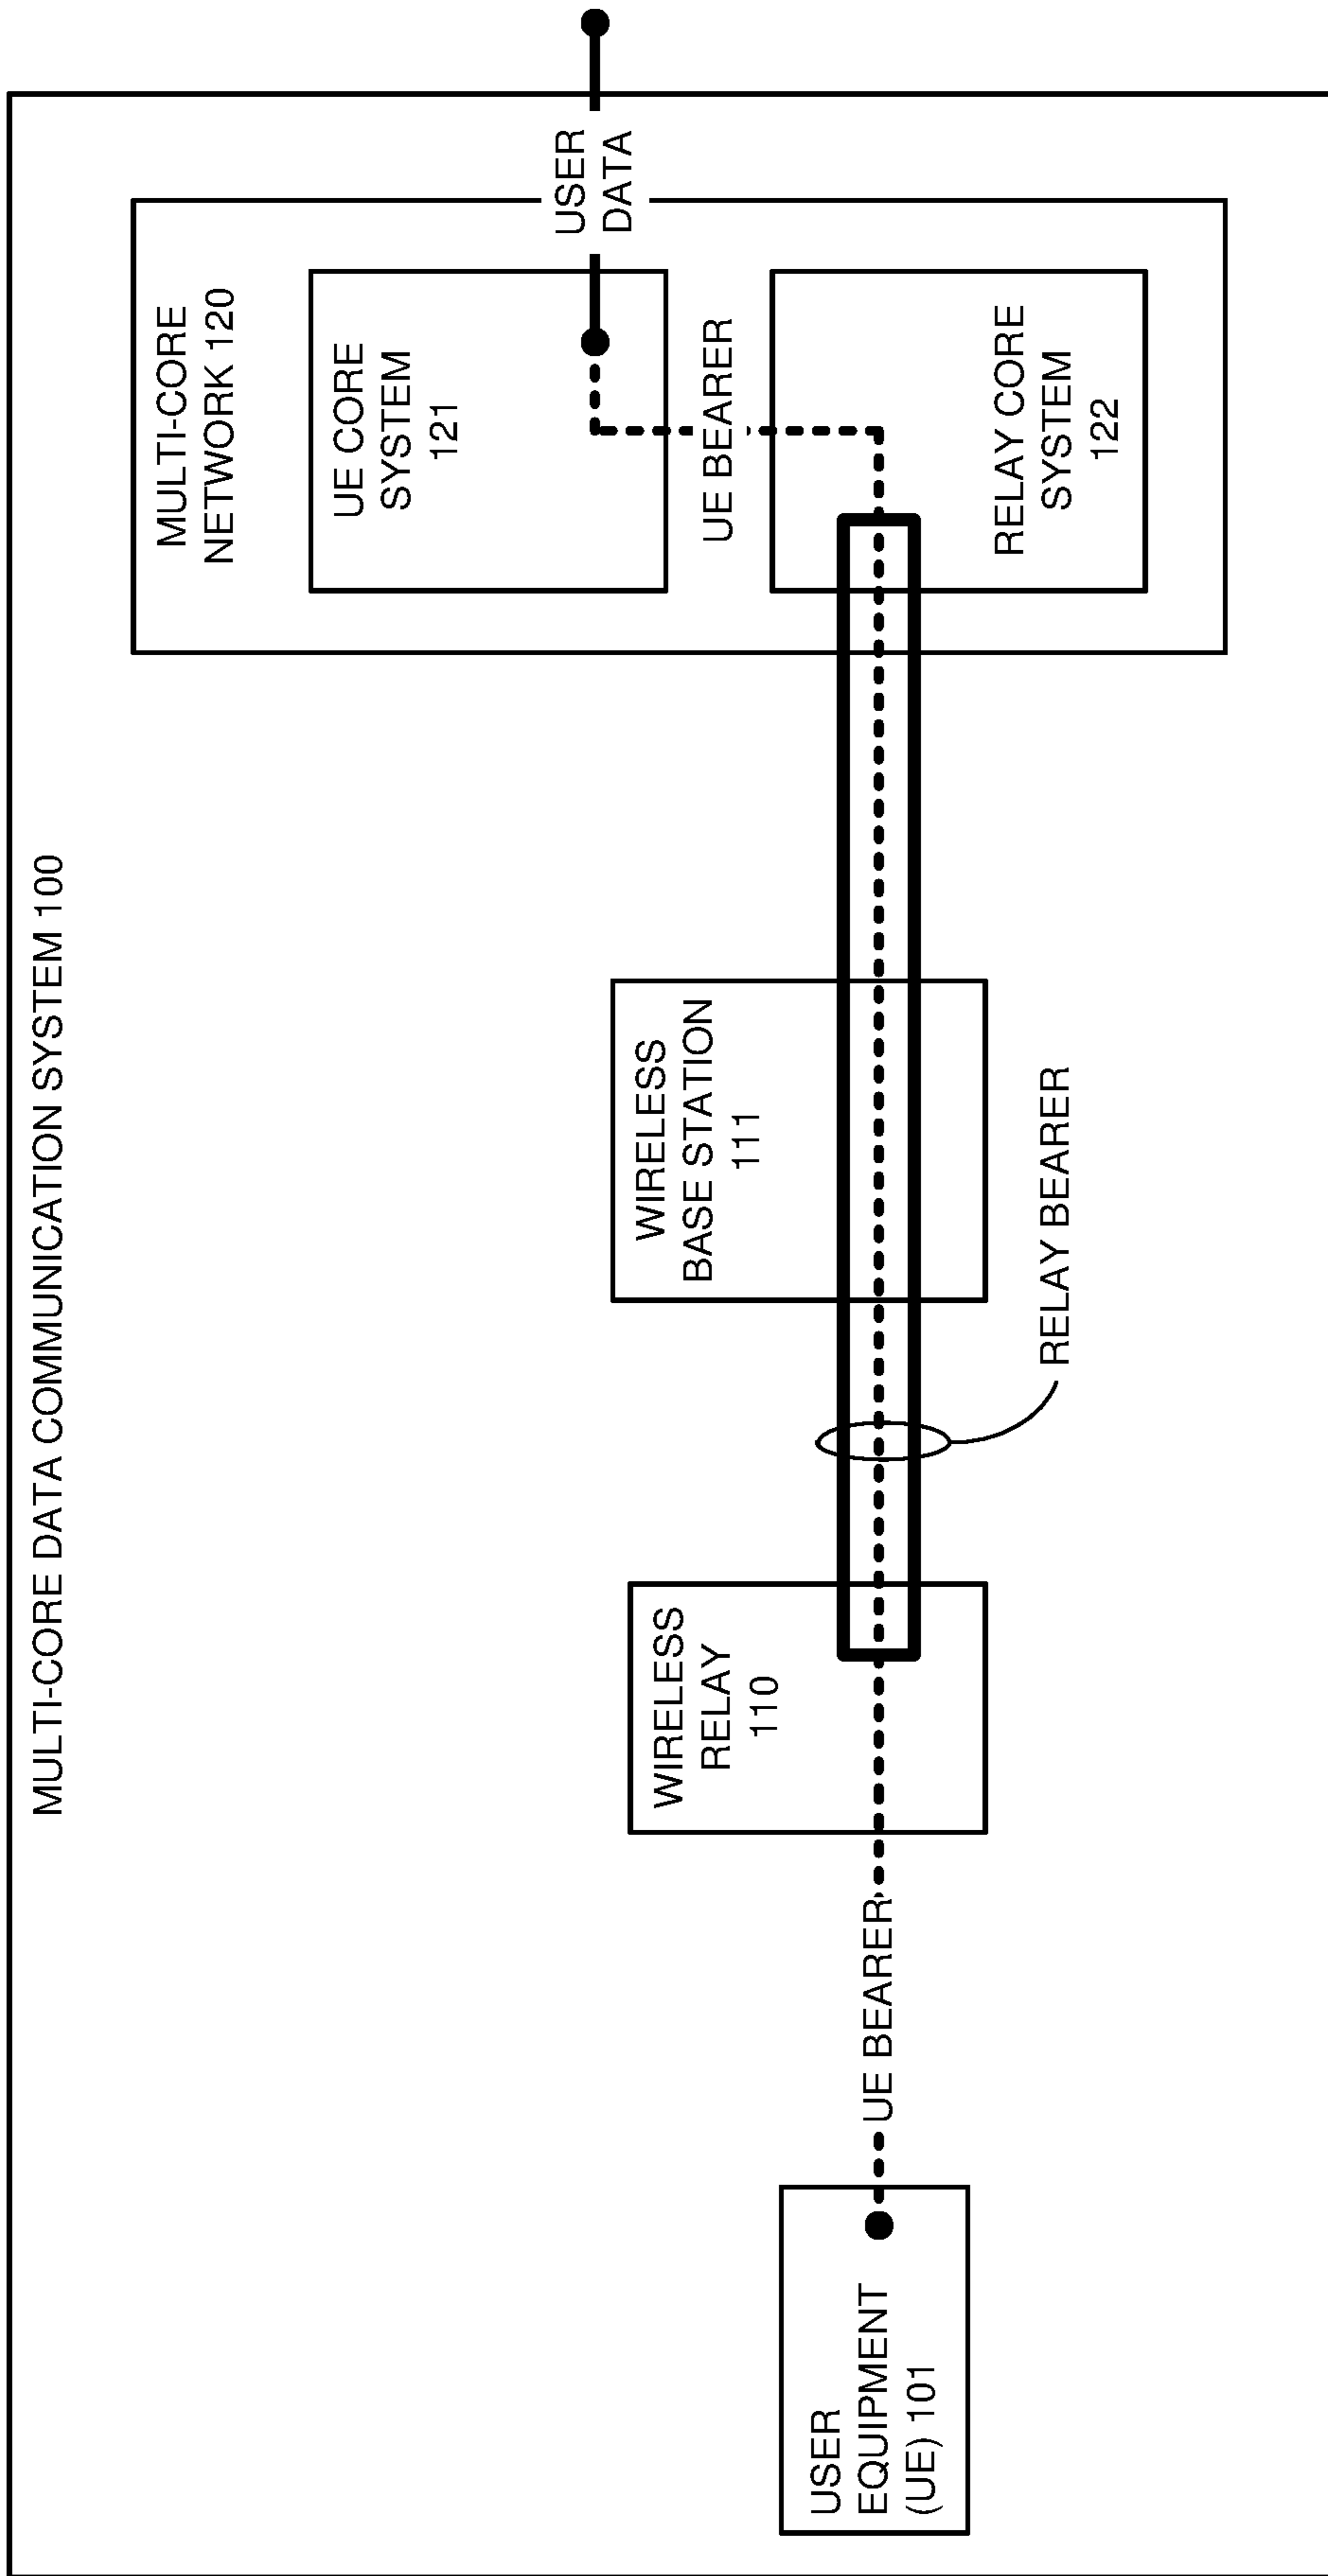 MULTI-CORE DATA COMMUNICATION SYSTEM 100
USER
EQUIPMENT
(UE) 101
UE BEARER
WIRELESS
RELAY
110
RELAY BEARER
WIRELESS
BASE STATION
111
MULTI-CORE
NETWORK 120
UE CORE
SYSTEM
121
UE BEARER
RELAY CORE
SYSTEM
122
USER
DATA